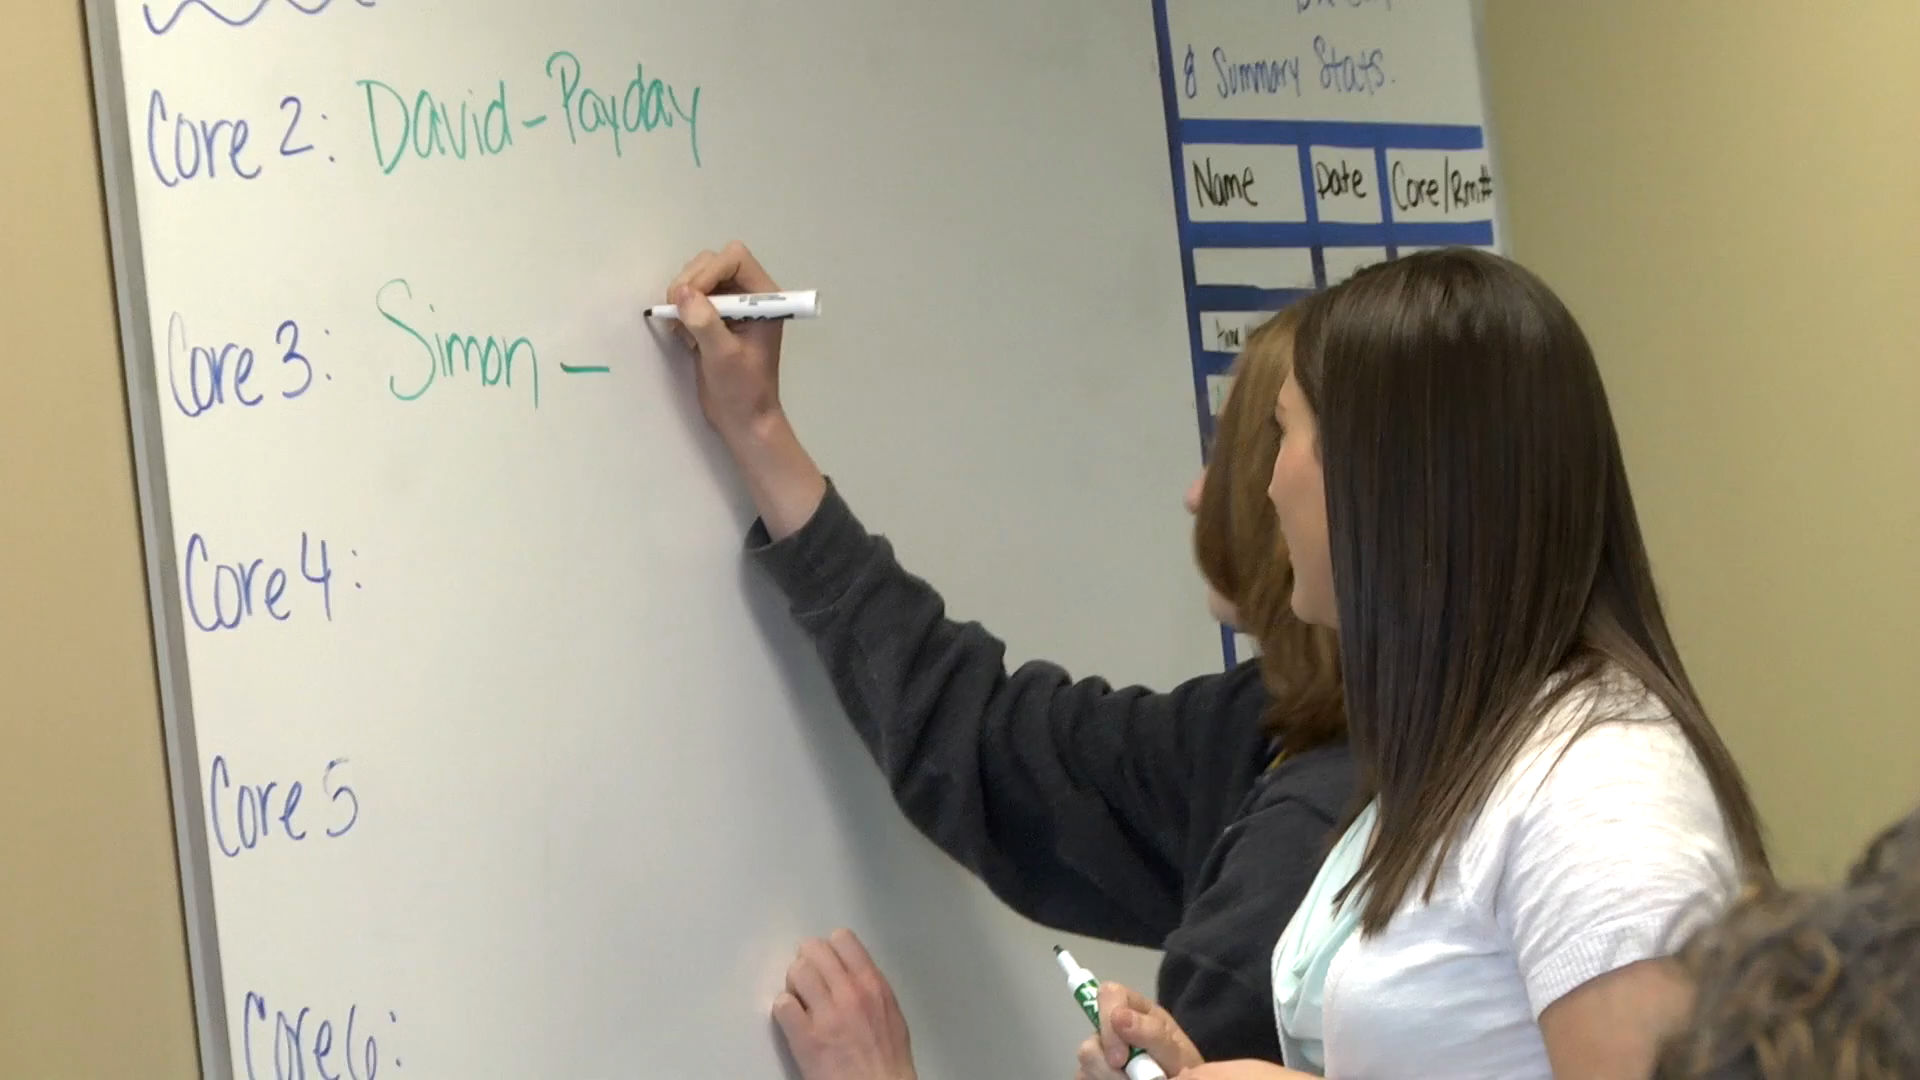 Core 2: David-Payday
Core 3: Simon -
Core 4:
Core 5
Core 6:
& Summary Stats.
Name Date Core/Rm#